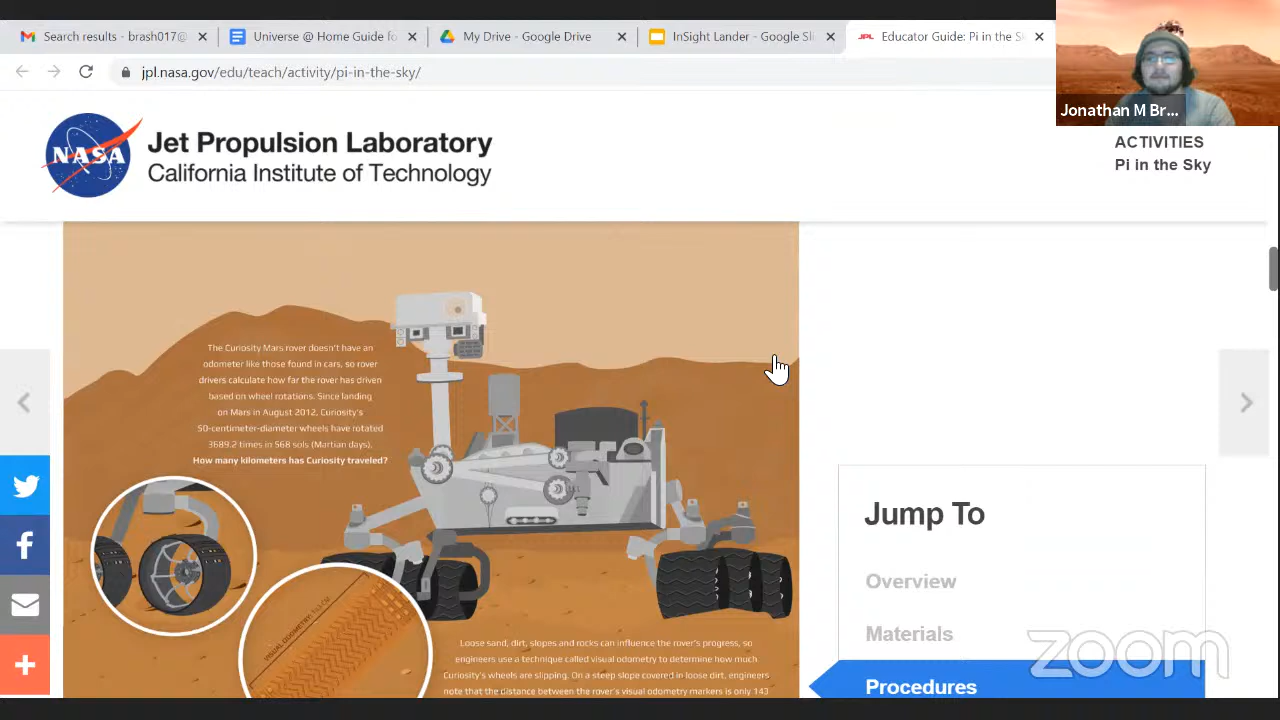 Search results - brash017@
Universe @ Home Guide fo
My Drive - Google Drive
InSight Lander - Google Sli
JPL Educator Guide: Pi in the Sk
jpl.nasa.gov/edu/teach/activity/pi-in-the-sky/
Jonathan M Br...
NASA
Jet Propulsion Laboratory
California Institute of Technology
ACTIVITIES
Pi in the Sky
The Curiosity Mars rover doesn't have an
odometer like those found in cars, so rover
drivers calculate how far the rover has driven
based on wheel rotations. Since landing
on Mars in August 2012, Curiosity's
50-centimeter-diameter wheels have rotated
3689.2 times in 568 sols (Martian days).
How many kilometers has Curiosity traveled?
VISUAL ODOMETRY:
Loose sand, dirt, slopes and rocks can influence the rover's progress, so
engineers use a technique called visual odometry to determine how much
Curiosity's wheels are slipping. On a steep slope covered in loose dirt, engineers
note that the distance between the rover's visual odometry markers is only 143
Jump To
Overview
Materials
Procedures
zoom